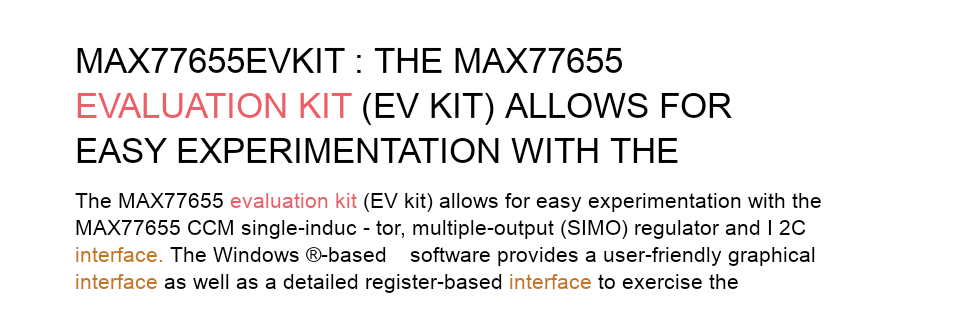 MAX77655EVKIT : THE MAX77655
EVALUATION KIT (EV KIT) ALLOWS FOR
EASY EXPERIMENTATION WITH THE
The MAX77655 evaluation kit (EV kit) allows for easy experimentation with the
MAX77655 CCM single-induc - tor, multiple-output (SIMO) regulator and I 2C
interface. The Windows ®-based    software provides a user-friendly graphical
interface as well as a detailed register-based interface to exercise the